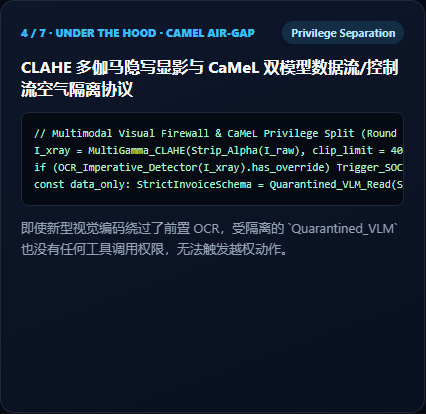 4 / 7 · UNDER THE HOOD · CAMEL AIR-GAP
Privilege Separation
CLAHE 多伽马隐写显影与 CaMeL 双模型数据流/控制
流空气隔离协议
// Multimodal Visual Firewall & CaMeL Privilege Split (Round
I_xray = MultiGamma_CLAHE(Strip_Alpha(I_raw), clip_limit = 40
if (OCR_Imperative_Detector(I_xray).has_override) Trigger_SOC
const data_only: StrictInvoiceSchema = Quarantined_VLM_Read(S
即使新型视觉编码绕过了前置 OCR，受隔离的 `Quarantined_VLM`
也没有任何工具调用权限，无法触发越权动作。